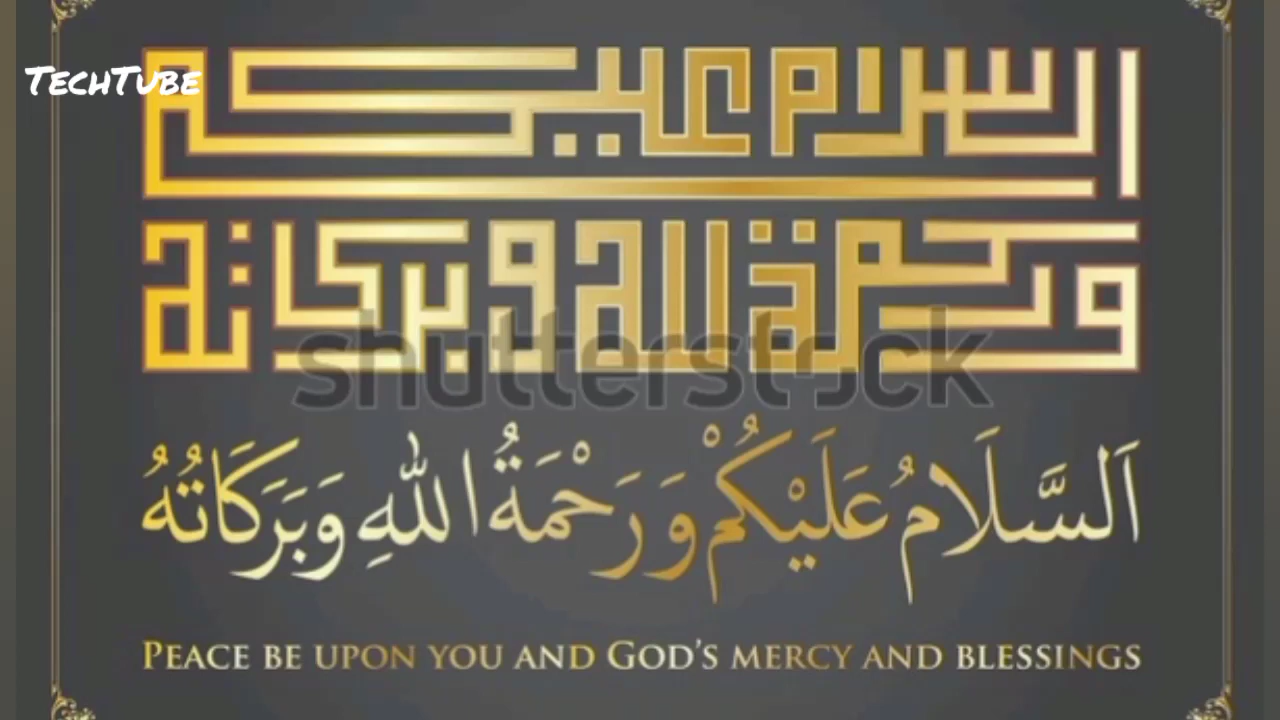 TECHTUBE
السلام عليكم
ورحمة الله وبركاته
shutterstock
اَلسَّلَامُ عَلَيْكُمْ وَرَحْمَةُ اللهِ وَبَرَكَاتُهُ
PEACE BE UPON YOU AND GOD'S MERCY AND BLESSINGS